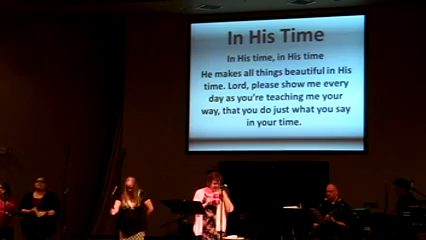 In His Time
In His time, in His time
He makes all things beautiful in His
time. Lord, please show me every
day as you're teaching me your
way, that you do just what you say
in your time.